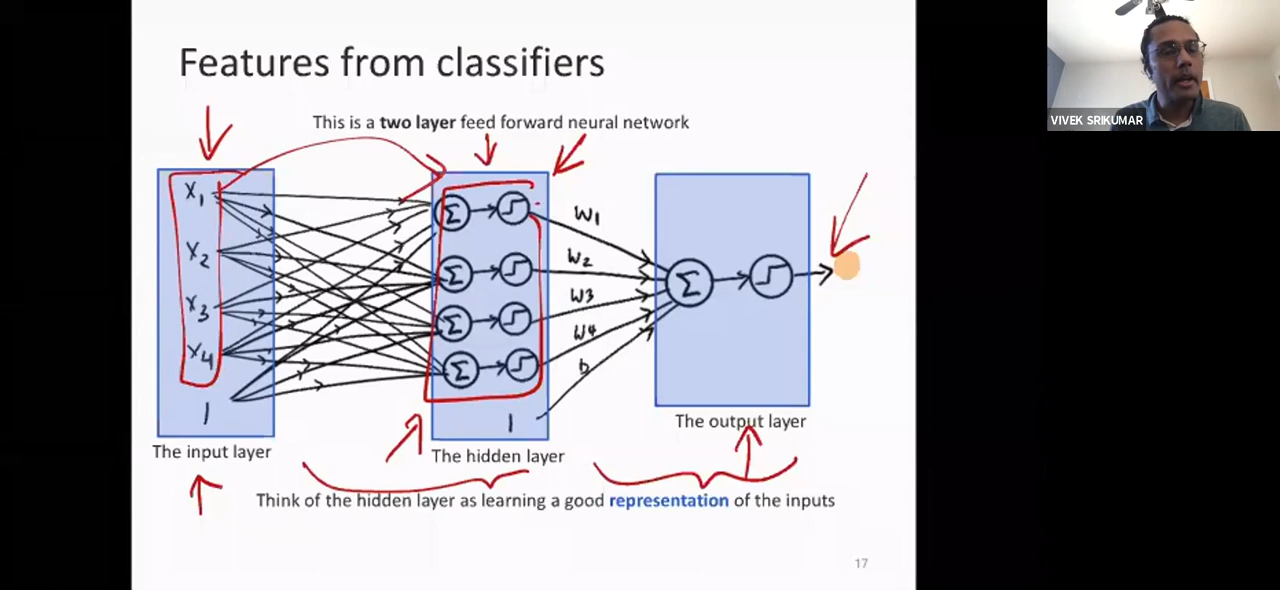 Features from classifiers
This is a two layer feed forward neural network
VIVEK SRIKUMAR
x1
x2
x3
x4
1
The input layer
Σ
Σ
Σ
Σ
1
The hidden layer
w1
w2
w3
w4
b
Σ
The output layer
Think of the hidden layer as learning a good representation of the inputs
17